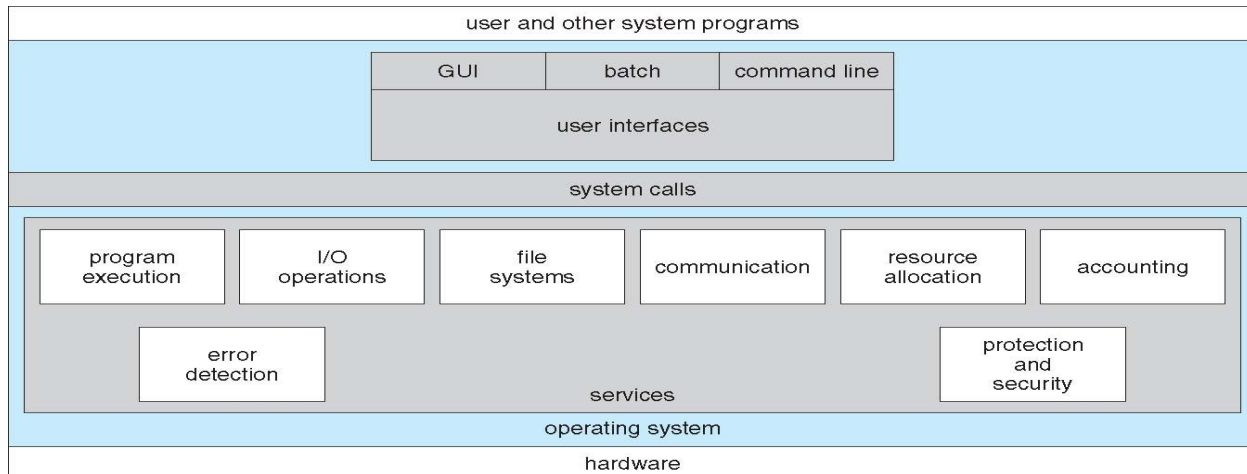 user and other system programs
GUI
batch
command line
user interfaces
system calls
program
execution
I/O
operations
file
systems
communication
resource
allocation
accounting
error
detection
protection
and
security
services
operating system
hardware